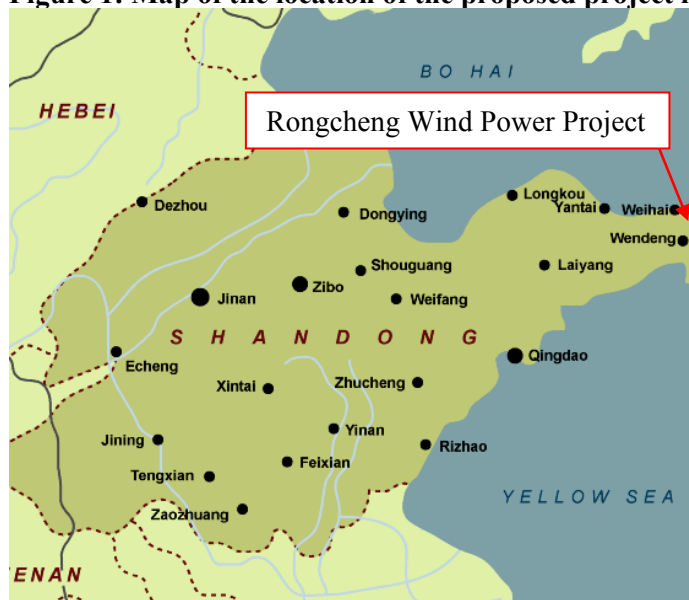 Figure 1. Map of the location of the proposed project
BO HAI
HEBEI
Rongcheng Wind Power Project
Dezhou
Longkou
Yantai
Weihai
Dongying
Wendeng
Shouguang
Laiyang
Zibo
Jinan
Weifang
SHANDONG
Qingdao
Echeng
Xintai
Zhucheng
Yinan
Jining
Rizhao
Feixian
Tengxian
YELLOW SEA
Zaozhuang
ENAN